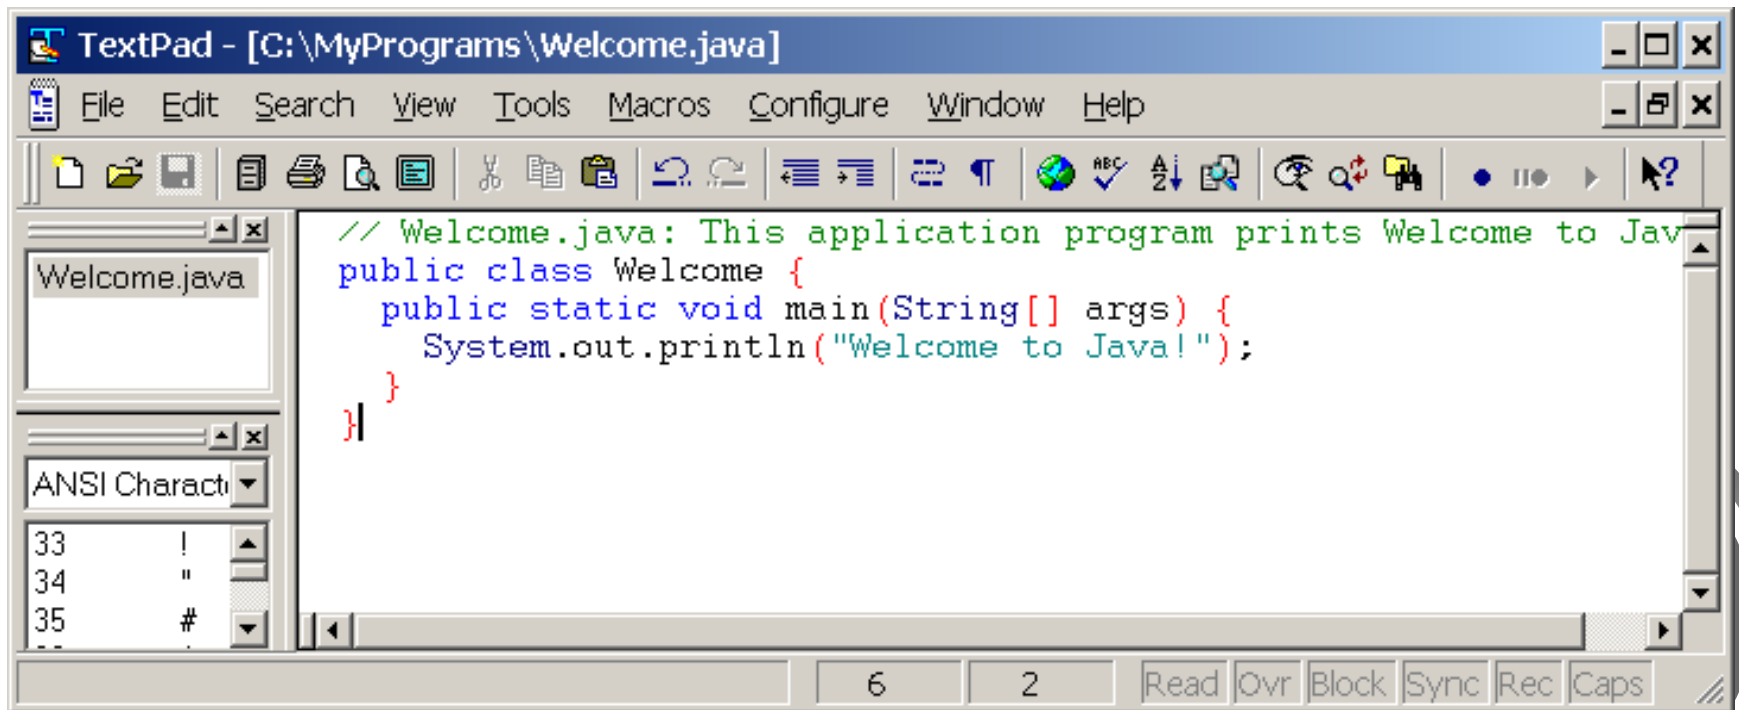 TextPad - [C:\MyPrograms\Welcome.java]
File Edit Search View Tools Macros Configure Window Help
ABC
A
Z
?
Welcome.java
// Welcome.java: This application program prints Welcome to Jav
public class Welcome {
  public static void main(String[] args) {
    System.out.println("Welcome to Java!");
  }
}
ANSI Charact
33 !
34 "
35 #
6 2 Read Ovr Block Sync Rec Caps